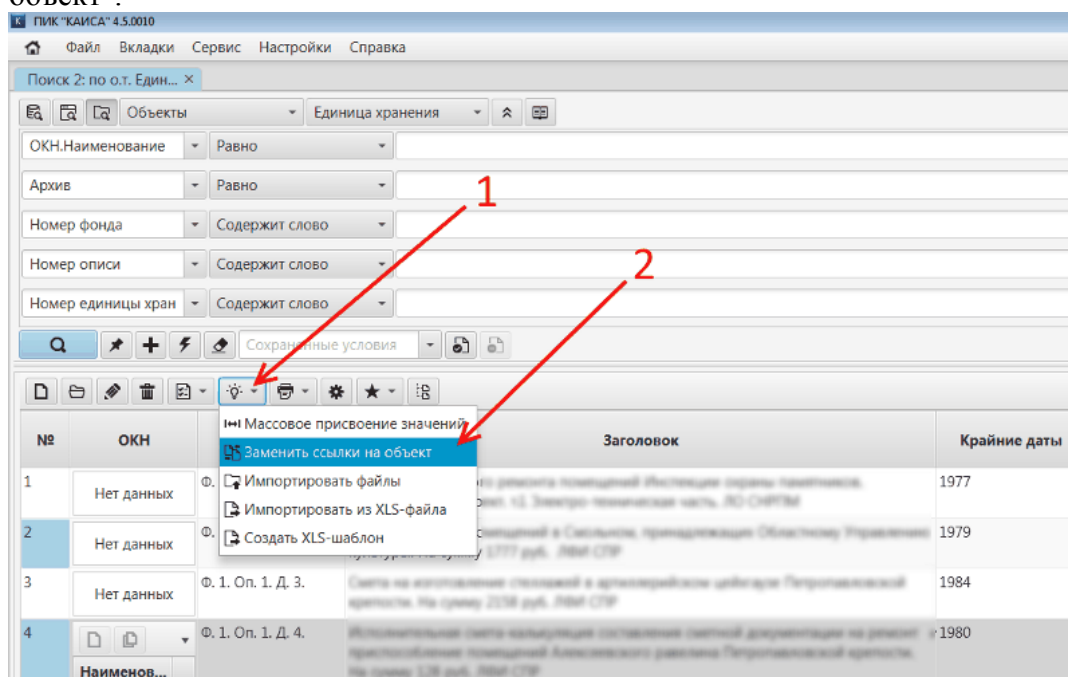 объект".
ПИК "КАИСА" 4.5.0010
Файл Вкладки Сервис Настройки Справка
Поиск 2: по о.т. Един... ×
Объекты Единица хранения
ОКН.Наименование Равно
Архив Равно
1
Номер фонда Содержит слово
2
Номер описи Содержит слово
Номер единицы хран Содержит слово
Сохраненные условия
Массовое присвоение значений
Заменить ссылки на объект
Импортировать файлы
Импортировать из XLS-файла
Создать XLS-шаблон
№ ОКН Заголовок Крайние даты
1 Нет данных Ф. 1977
2 Нет данных Ф. 1979
3 Нет данных Ф. 1. Оп. 1. Д. 3. 1984
4 Ф. 1. Оп. 1. Д. 4. 1980
Наименов...